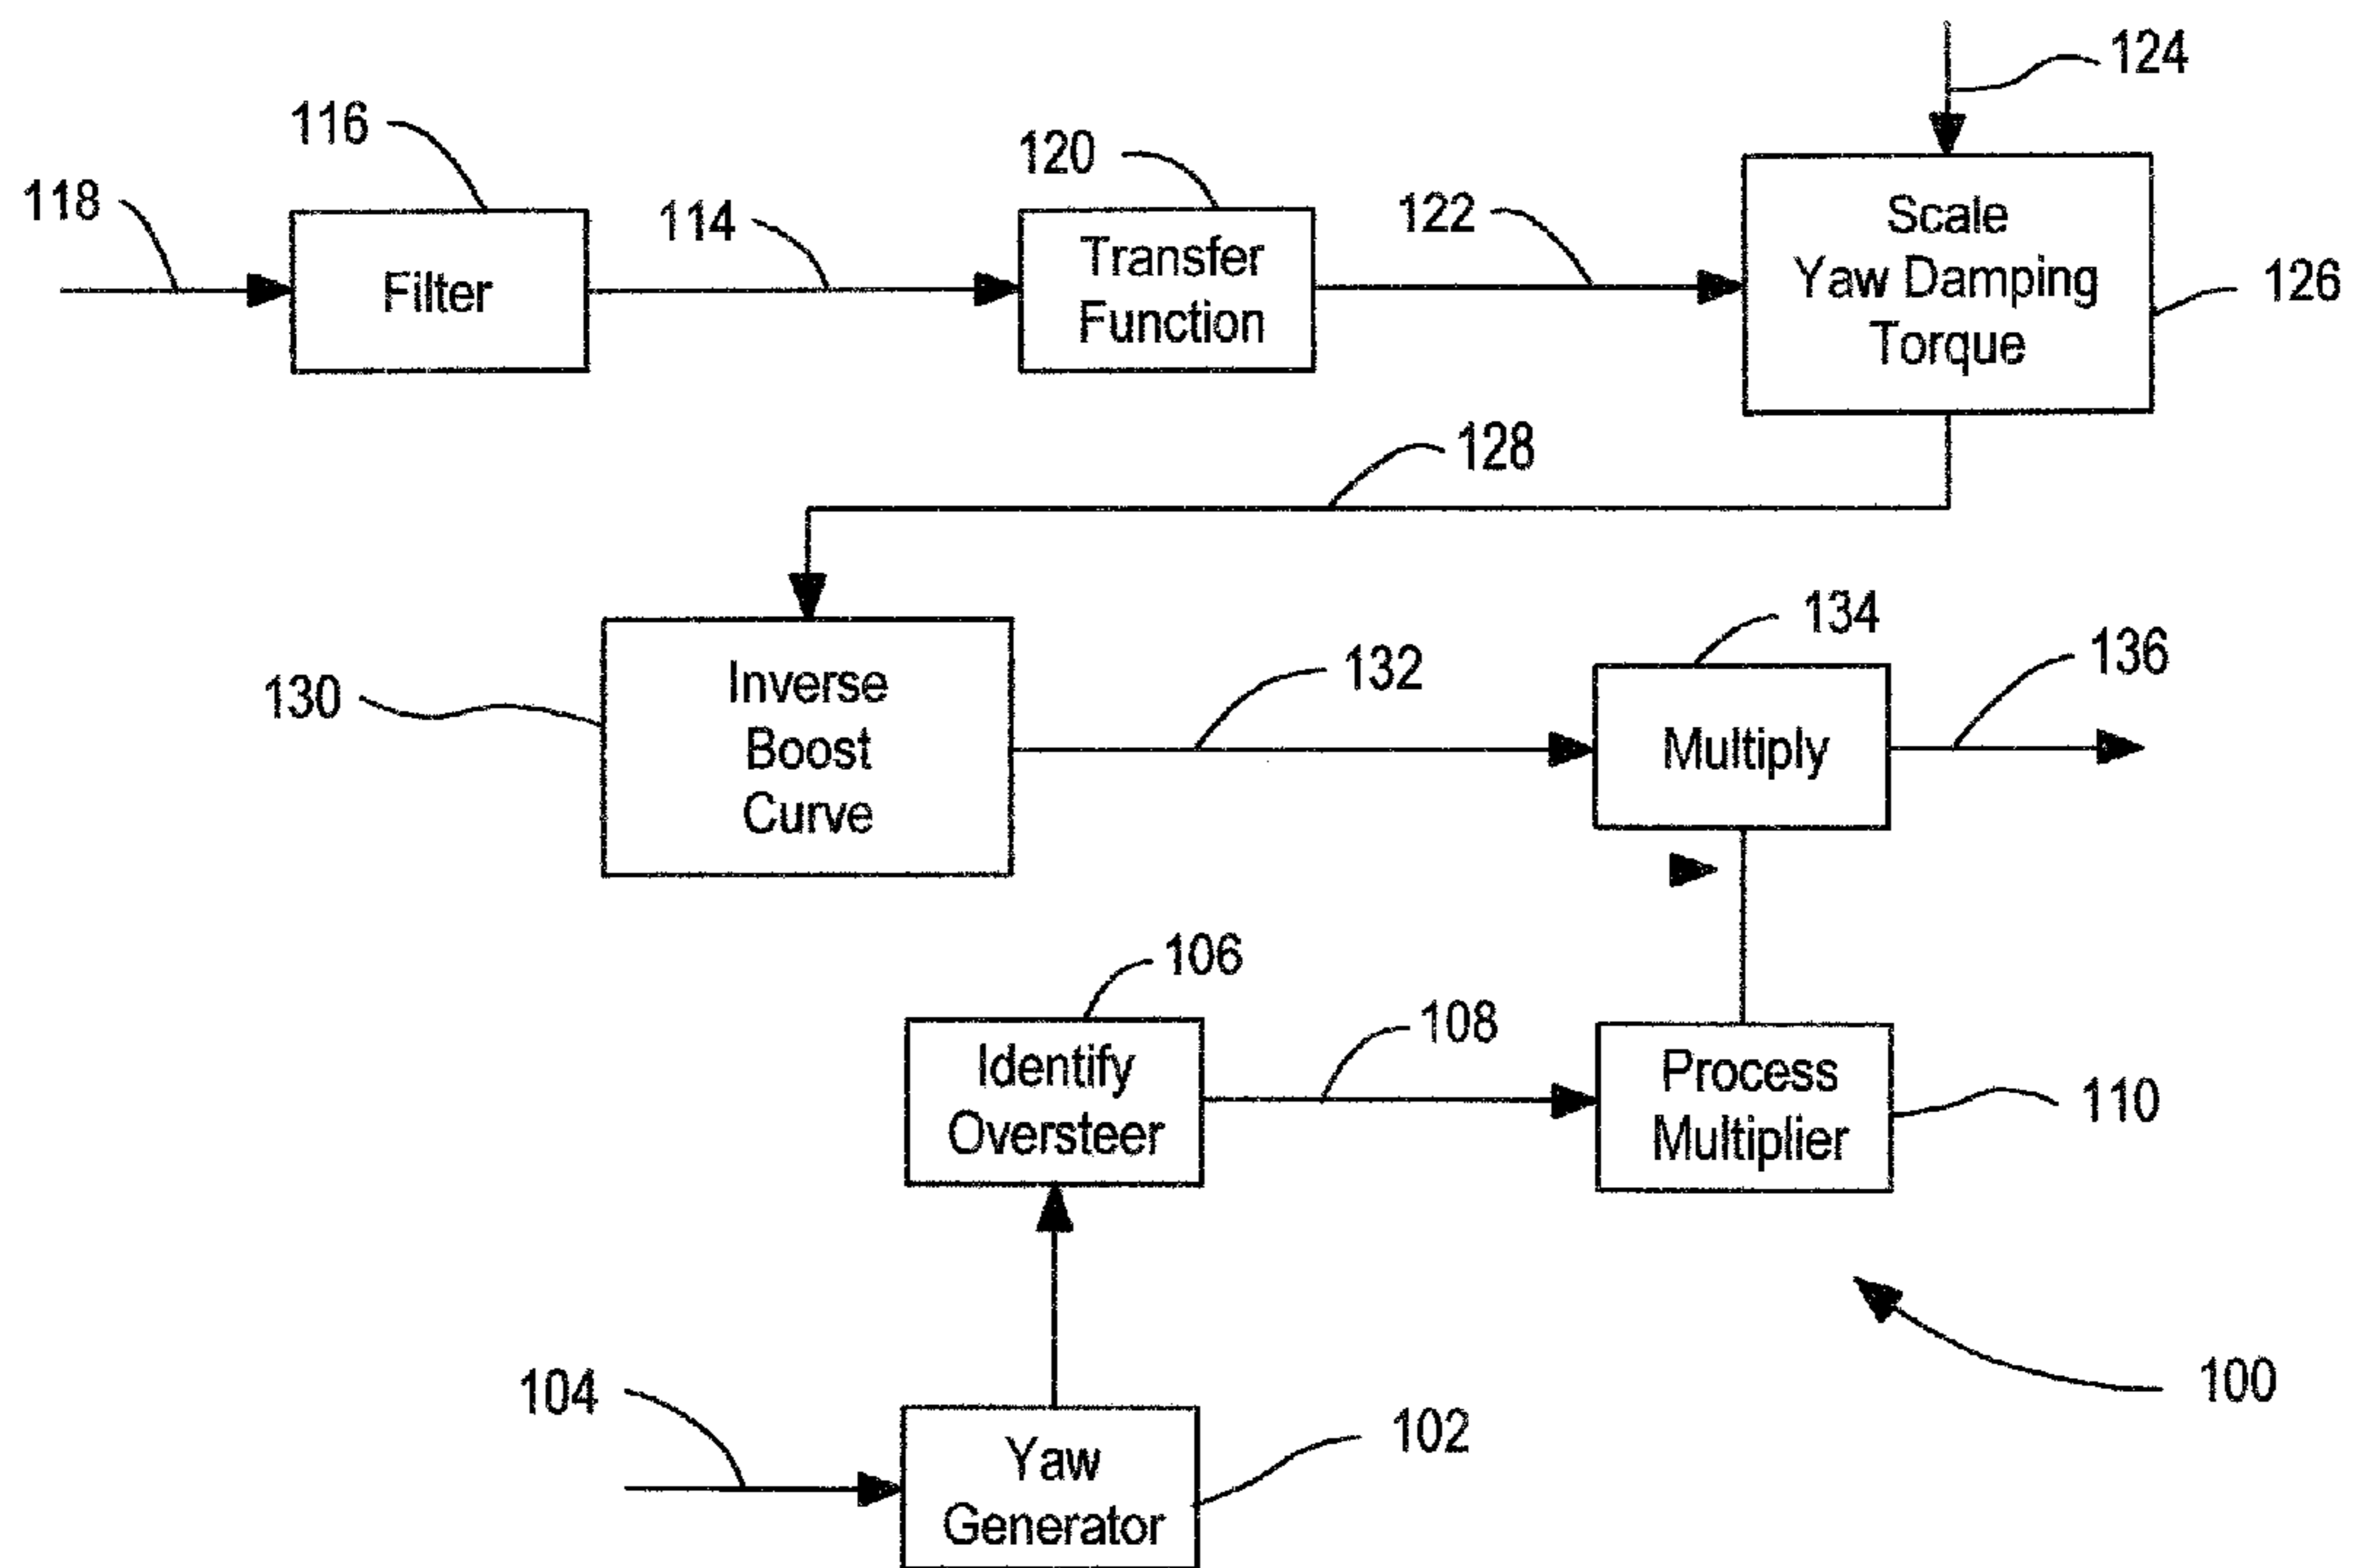 124
116
120
118
114
122
Scale
Yaw Damping
Torque
126
Filter
Transfer
Function
128
134
136
132
130
Inverse
Boost
Curve
Multiply
106
108
Identify
Oversteer
Process
Multiplier
110
100
104
102
Yaw
Generator